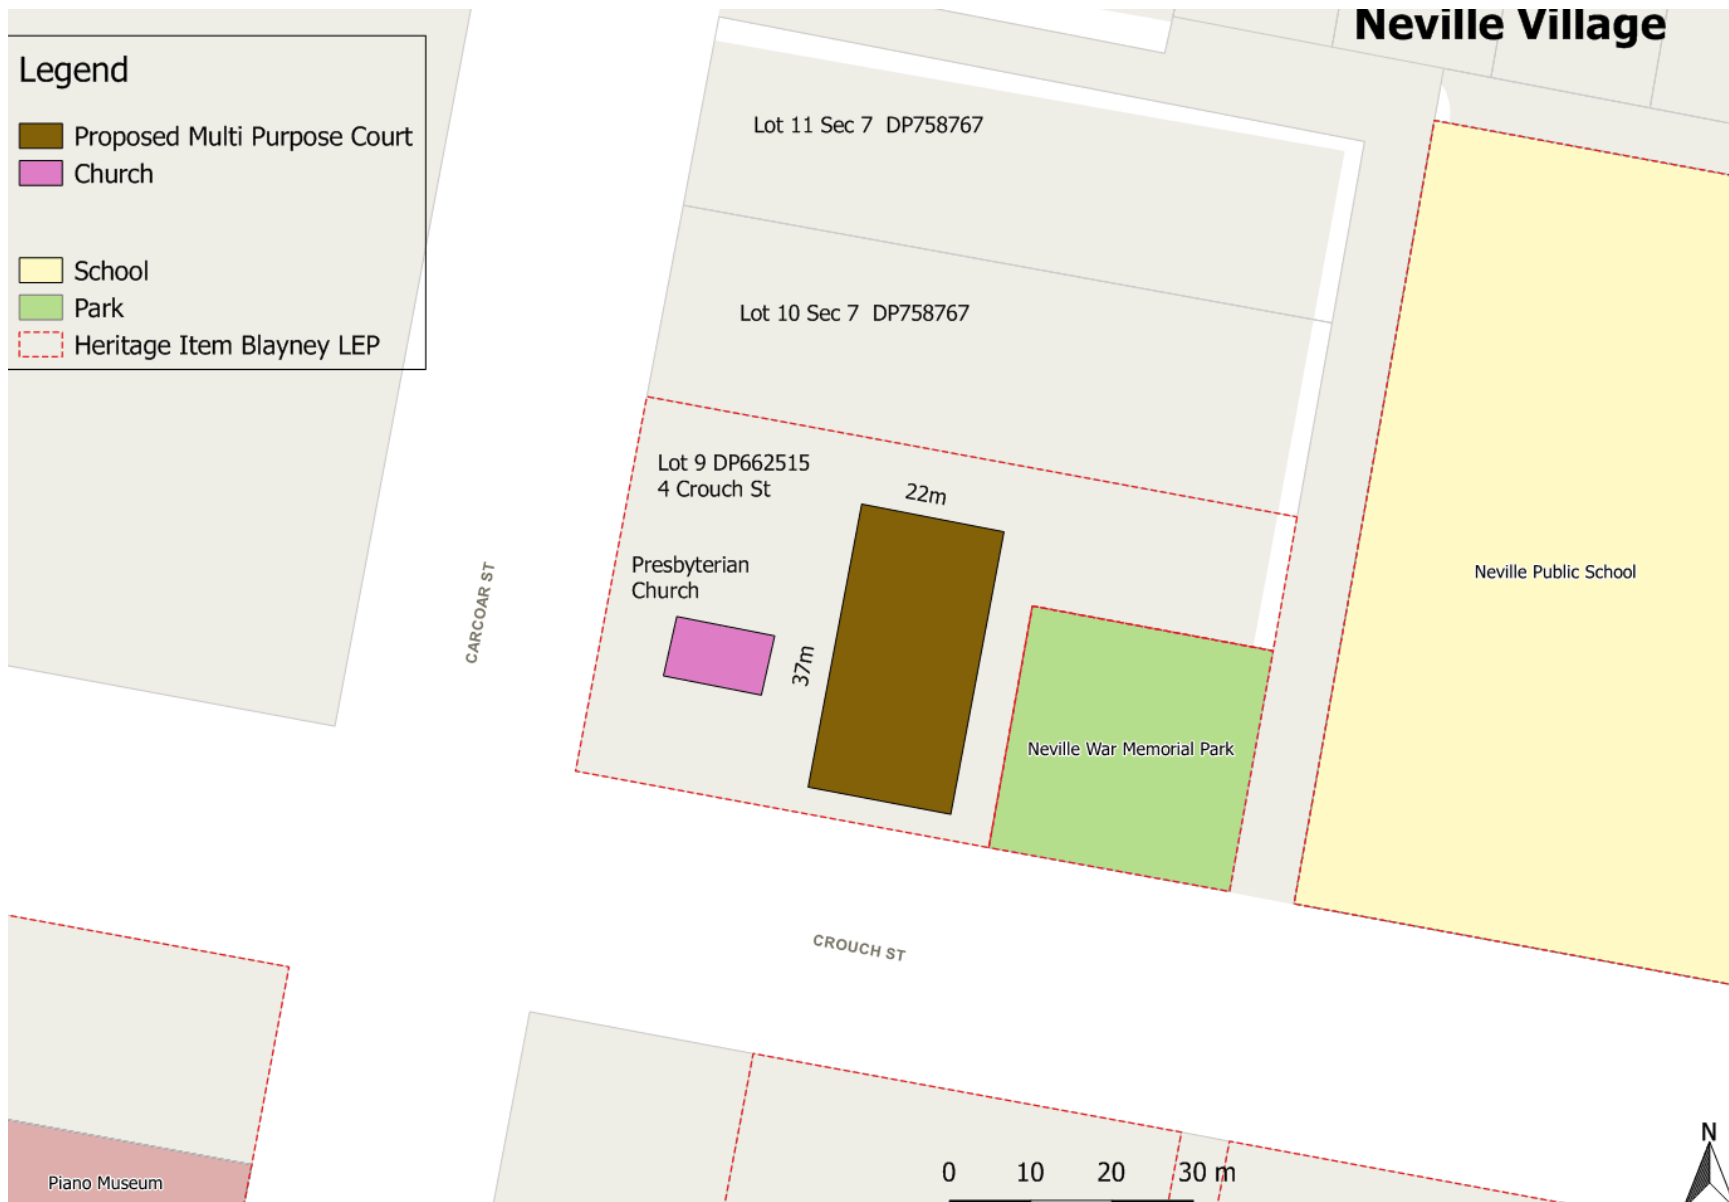 Neville Village
Legend
Proposed Multi Purpose Court
Church
School
Park
Heritage Item Blayney LEP
Lot 11 Sec 7 DP758767
Lot 10 Sec 7 DP758767
Lot 9 DP662515
4 Crouch St
22m
Presbyterian
Church
37m
CARCOAR ST
Neville Public School
Neville War Memorial Park
CROUCH ST
Piano Museum
0 10 20 30 m
N